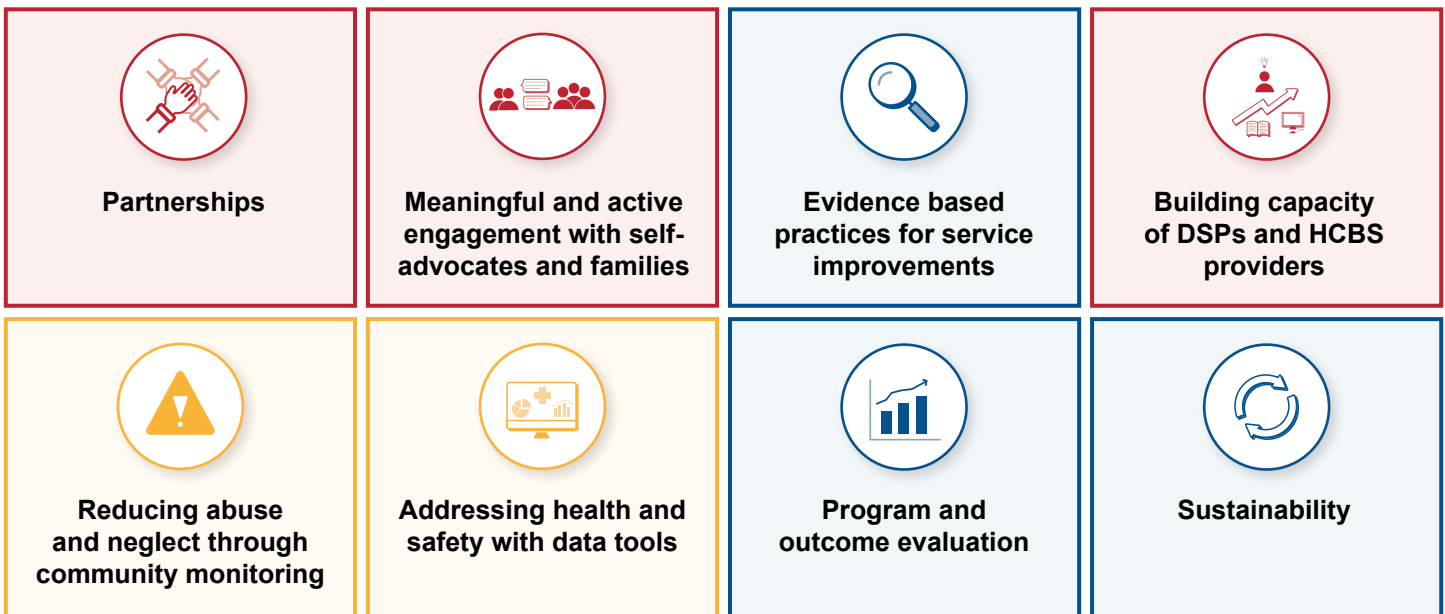 Partnerships
Meaningful and active
engagement with self-
advocates and families
Evidence based
practices for service
improvements
Building capacity
of DSPs and HCBS
providers
Reducing abuse
and neglect through
community monitoring
Addressing health and
safety with data tools
Program and
outcome evaluation
Sustainability